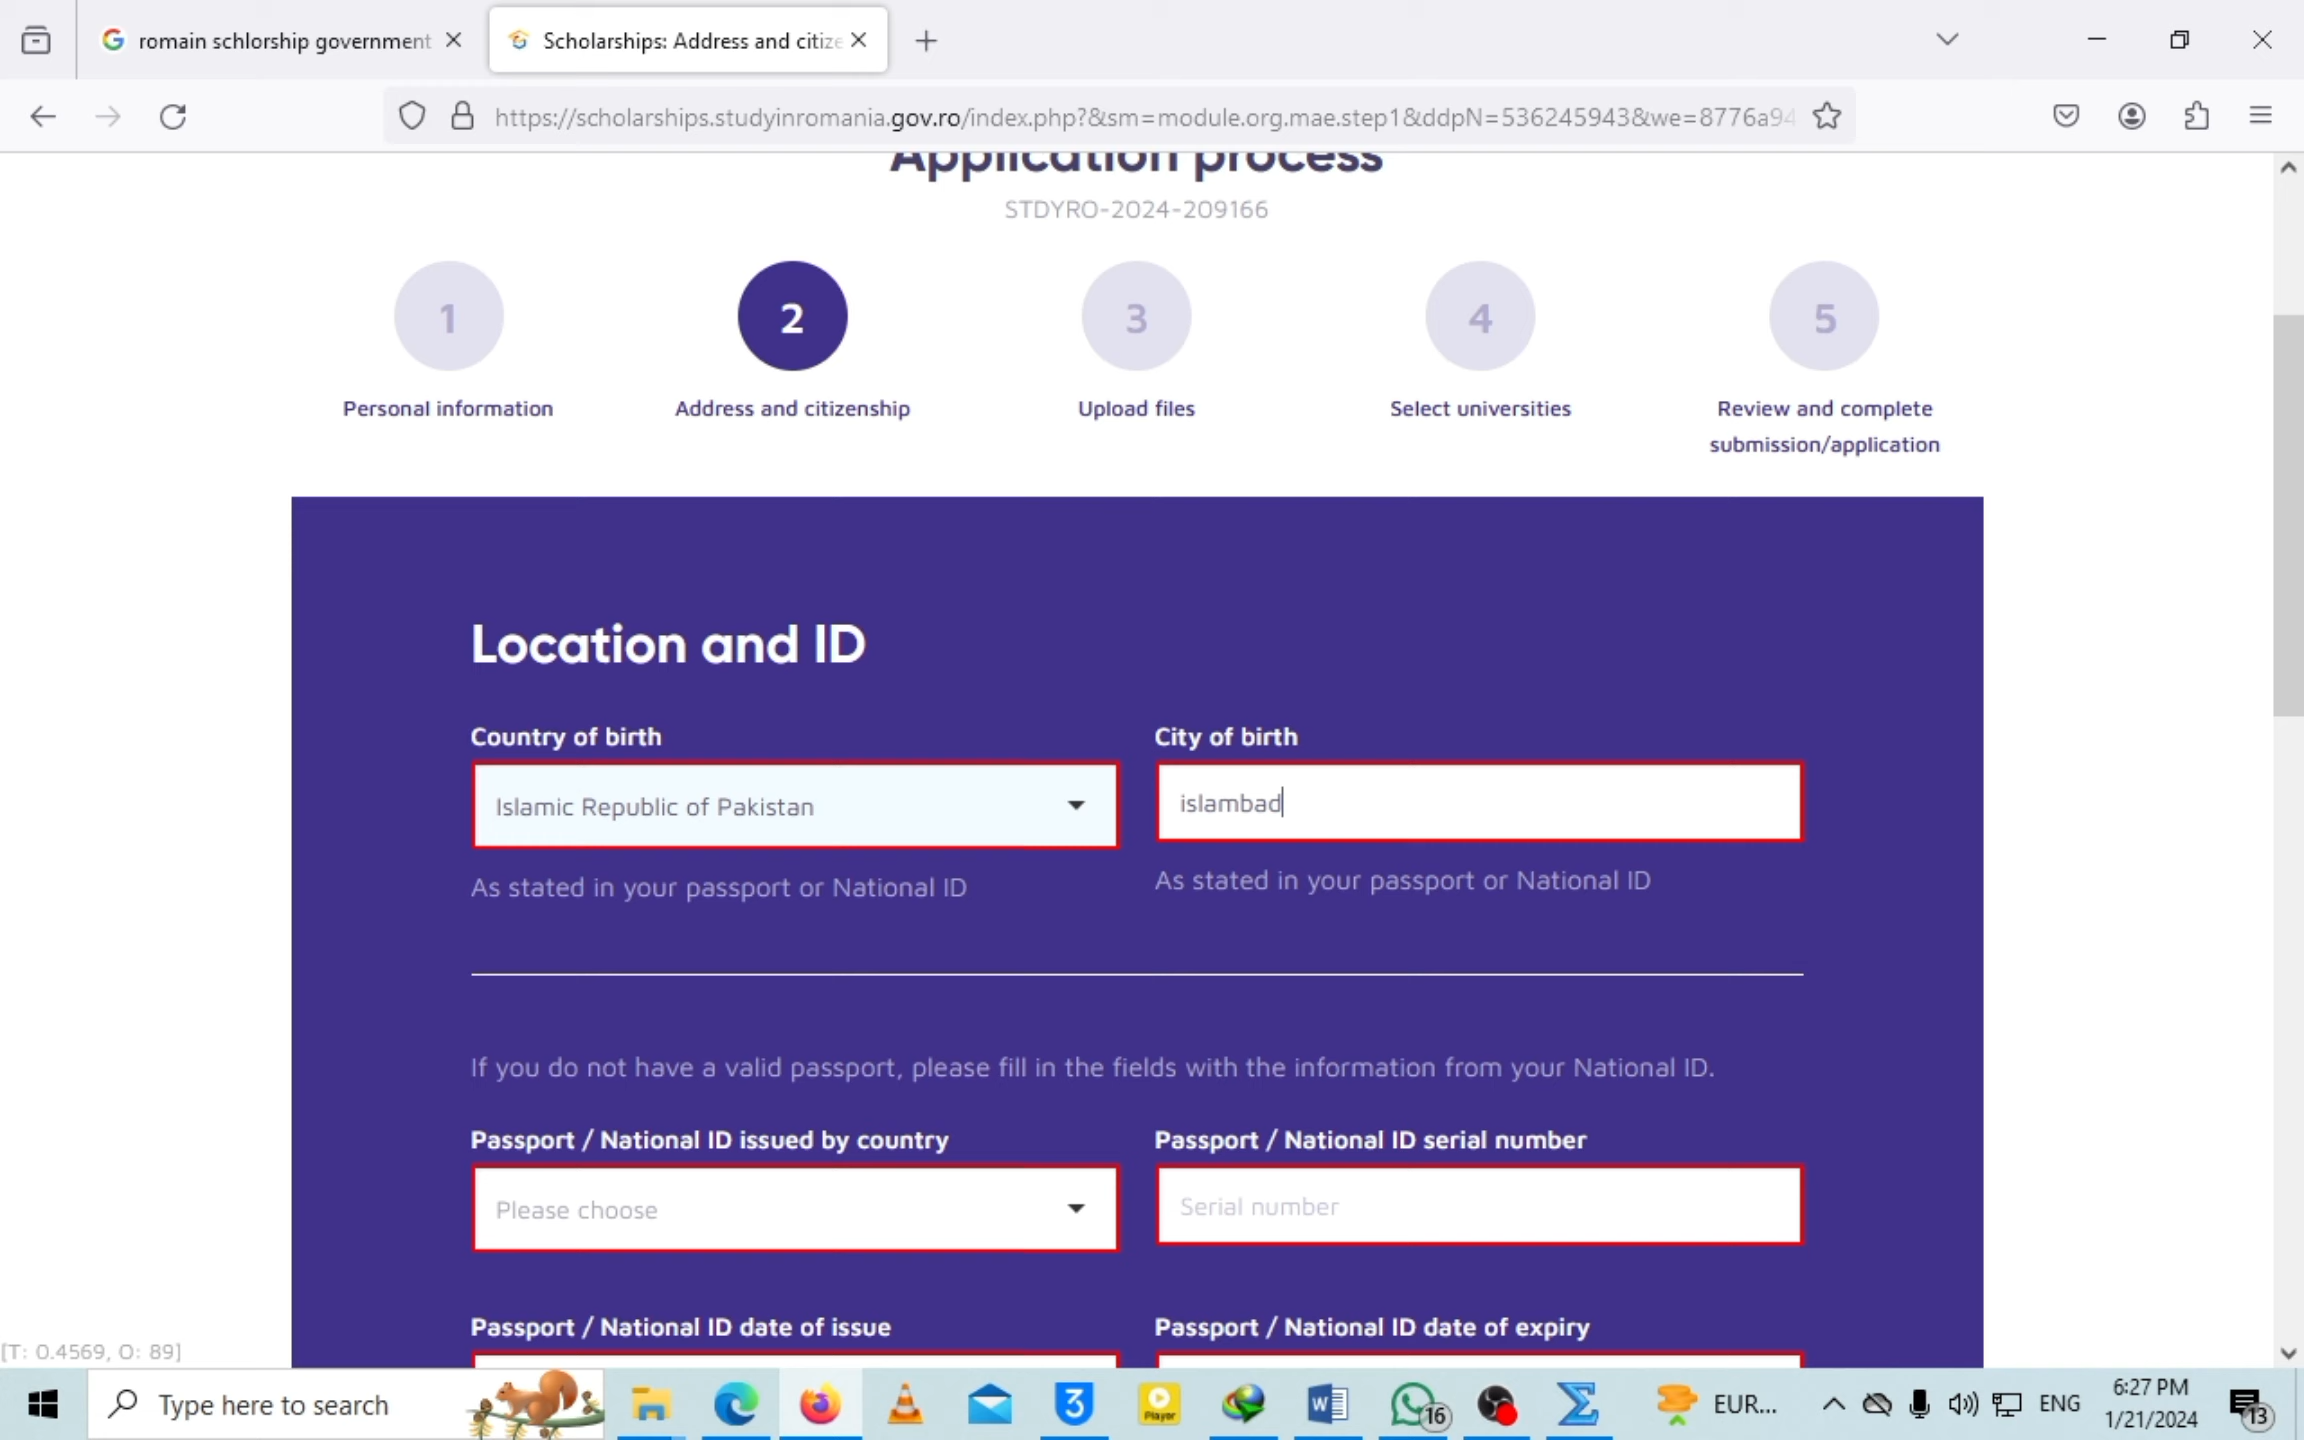 romain schlorship government
Scholarships: Address and citize
https://scholarships.studyinromania.gov.ro/index.php?&sm=module.org.mae.step1&ddpN=536245943&we=8776a94
Application process
STDYRO-2024-209166
1
2
3
4
5
Personal information
Address and citizenship
Upload files
Select universities
Review and complete
submission/application
Location and ID
Country of birth
City of birth
Islamic Republic of Pakistan
islambad
As stated in your passport or National ID
As stated in your passport or National ID
If you do not have a valid passport, please fill in the fields with the information from your National ID.
Passport / National ID issued by country
Passport / National ID serial number
Please choose
Serial number
Passport / National ID date of issue
Passport / National ID date of expiry
[T: 0.4569, O: 89]
Type here to search
3
Player
W
16
EUR...
ENG
6:27 PM
1/21/2024
13